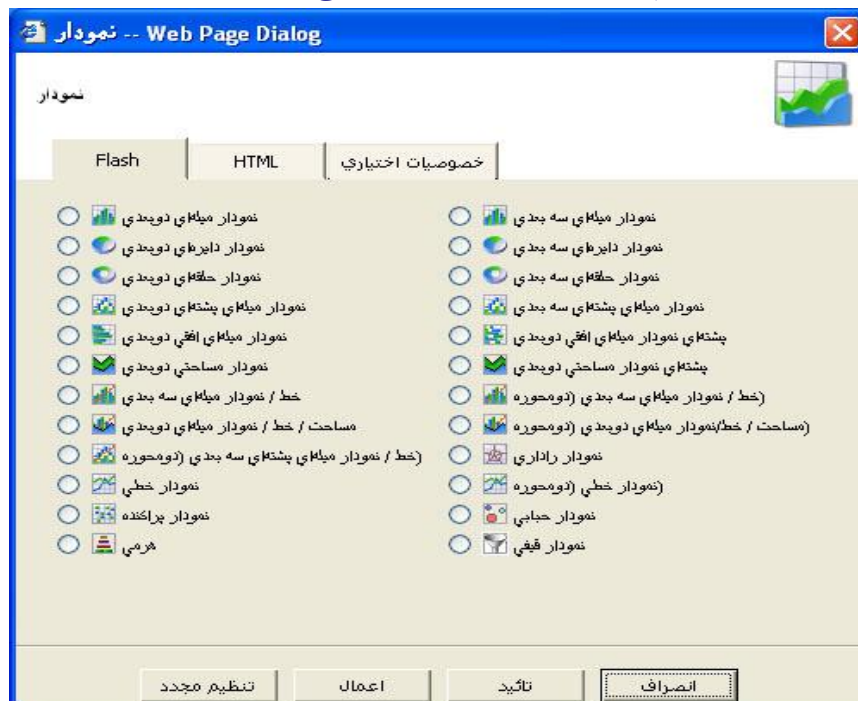 نمودار -- Web Page Dialog
نمودار
Flash
HTML
خصوصيات اختياري
نمودار ميله‌اي دوبعدي
نمودار ميله‌اي سه بعدي
نمودار دايره‌اي دوبعدي
نمودار دايره‌اي سه بعدي
نمودار حلقه‌اي دوبعدي
نمودار حلقه‌اي سه بعدي
نمودار ميله‌اي پشته‌اي دوبعدي
نمودار ميله‌اي پشته‌اي سه بعدي
نمودار ميله‌اي افقي دوبعدي
پشته‌اي نمودار ميله‌اي افقي دوبعدي
نمودار مساحتي دوبعدي
پشته‌اي نمودار مساحتي دوبعدي
خط / نمودار ميله‌اي سه بعدي
(خط / نمودار ميله‌اي سه بعدي (دومحوره
مساحت / خط / نمودار ميله‌اي دوبعدي
(مساحت / خط/نمودار ميله‌اي دوبعدي (دومحوره
(خط / نمودار ميله‌اي پشته‌اي سه بعدي (دومحوره
نمودار راداري
نمودار خطي
(نمودار خطي (دومحوره
نمودار پراکنده
نمودار حبابي
هرمي
نمودار قيفي
تنظيم مجدد
اعمال
تائيد
انصراف